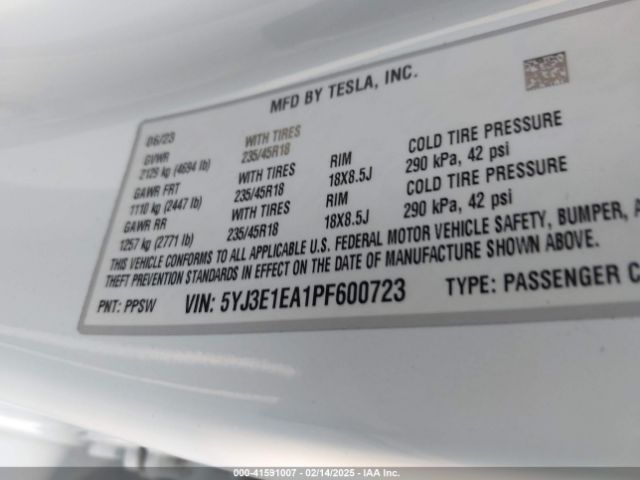 MFD BY TESLA, INC.
06/23
GVWR WITH TIRES RIM COLD TIRE PRESSURE
2129 kg (4694 lb) 235/45R18 18X8.5J 290 kPa, 42 psi
GAWR FRT WITH TIRES RIM COLD TIRE PRESSURE
1110 kg (2447 lb) 235/45R18 18X8.5J 290 kPa, 42 psi
GAWR RR WITH TIRES
1257 kg (2771 lb) 235/45R18
THIS VEHICLE CONFORMS TO ALL APPLICABLE U.S. FEDERAL MOTOR VEHICLE SAFETY, BUMPER, A
THEFT PREVENTION STANDARDS IN EFFECT ON THE DATE OF MANUFACTURE SHOWN ABOVE.
PNT: PPSW VIN: 5YJ3E1EA1PF600723 TYPE: PASSENGER C
000-41591007 - 02/14/2025 - IAA Inc.